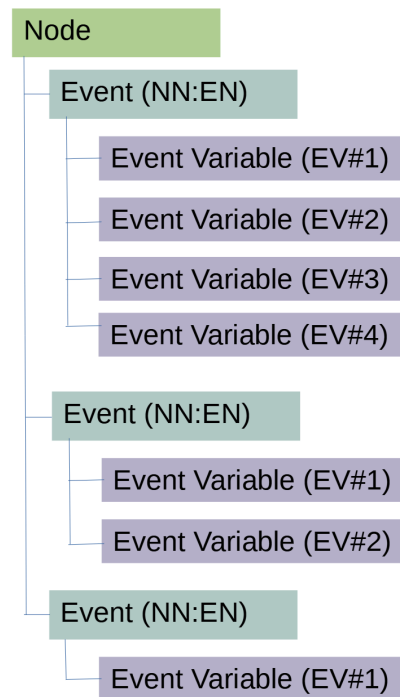 Node
Event (NN:EN)
Event Variable (EV#1)
Event Variable (EV#2)
Event Variable (EV#3)
Event Variable (EV#4)
Event (NN:EN)
Event Variable (EV#1)
Event Variable (EV#2)
Event (NN:EN)
Event Variable (EV#1)